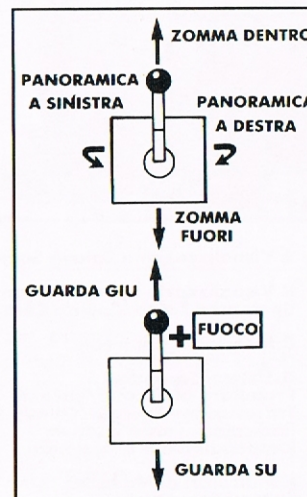 ZOMMA DENTRO
PANORAMICA
A SINISTRA
PANORAMICA
A DESTRA
ZOMMA
FUORI
GUARDA GIU
+ FUOCO
GUARDA SU